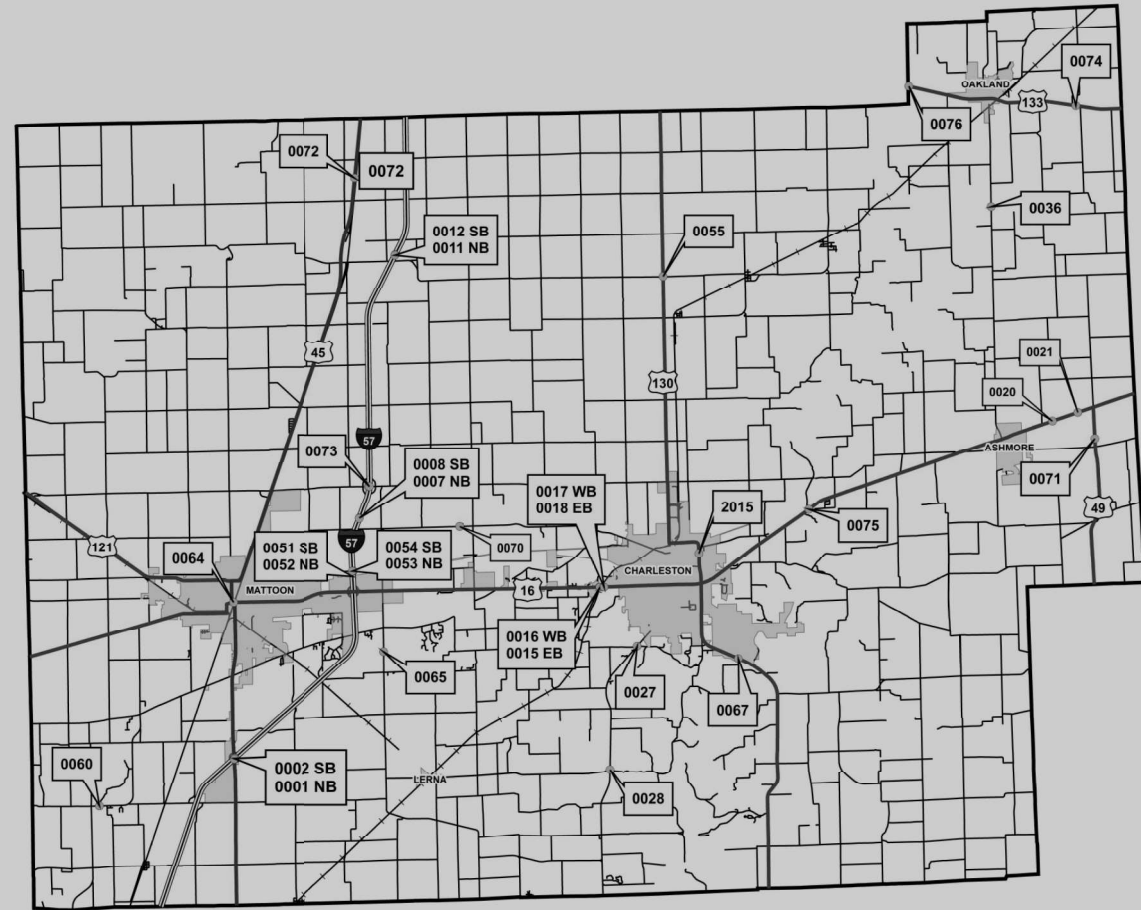 OAKLAND
0074
133
0076
0072
0072
0036
0012 SB
0011 NB
0055
45
0021
130
0020
57
ASHMORE
0073
0008 SB
0007 NB
0071
0017 WB
0018 EB
2015
49
0075
121
0064
0051 SB
0052 NB
57
0054 SB
0053 NB
0070
CHARLESTON
MATTOON
16
0016 WB
0015 EB
0065
0027
0067
0060
0002 SB
0001 NB
LERNA
0028